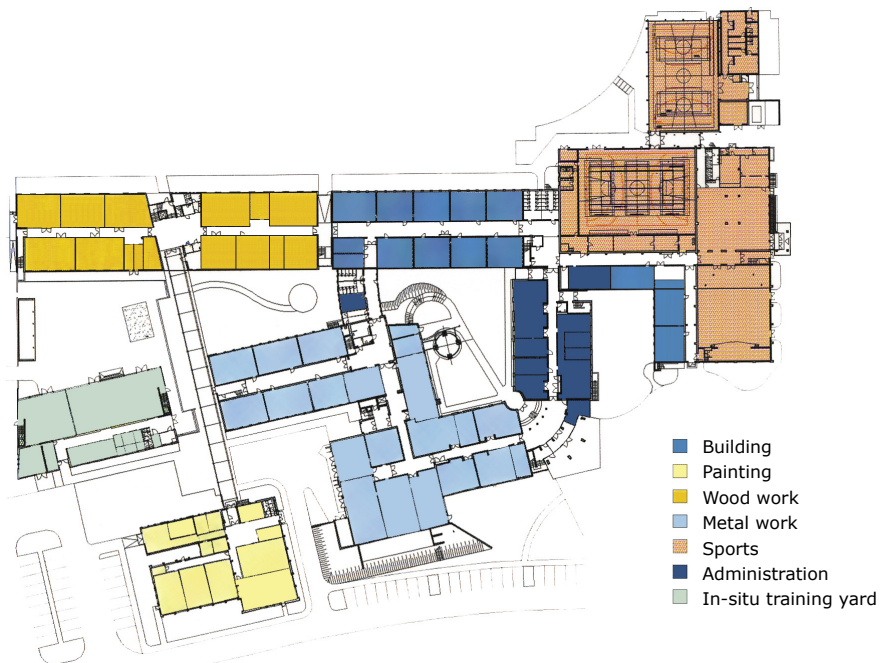 Building
Painting
Wood work
Metal work
Sports
Administration
In-situ training yard